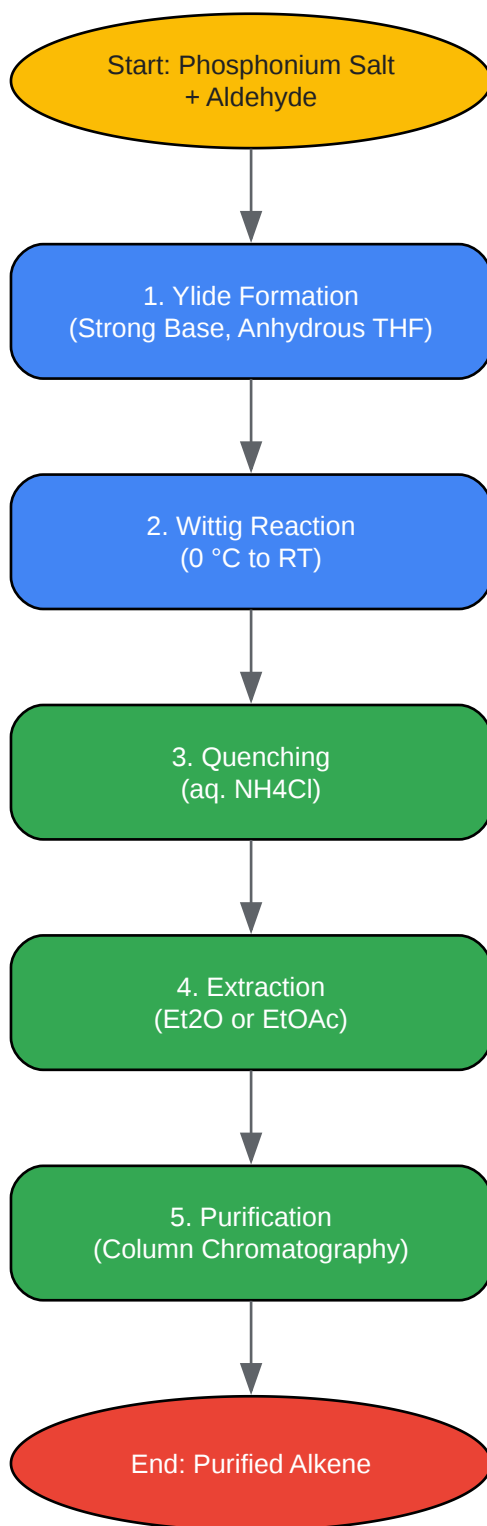 Start: Phosphonium Salt
+ Aldehyde
1. Ylide Formation
(Strong Base, Anhydrous THF)
2. Wittig Reaction
(0 °C to RT)
3. Quenching
(aq. NH4Cl)
4. Extraction
(Et2O or EtOAc)
5. Purification
(Column Chromatography)
End: Purified Alkene